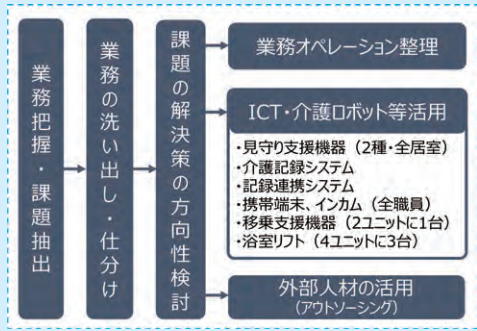 業務把握・課題抽出
業務の洗い出し・仕分け
課題の解決策の方向性検討
業務オペレーション整理
ICT・介護ロボット等活用
・見守り支援機器（2種・全居室）
・介護記録システム
・記録連携システム
・携帯端末、インカム（全職員）
・移乗支援機器（2ユニットに1台）
・浴室リフト（4ユニットに3台）
外部人材の活用
（アウトソーシング）